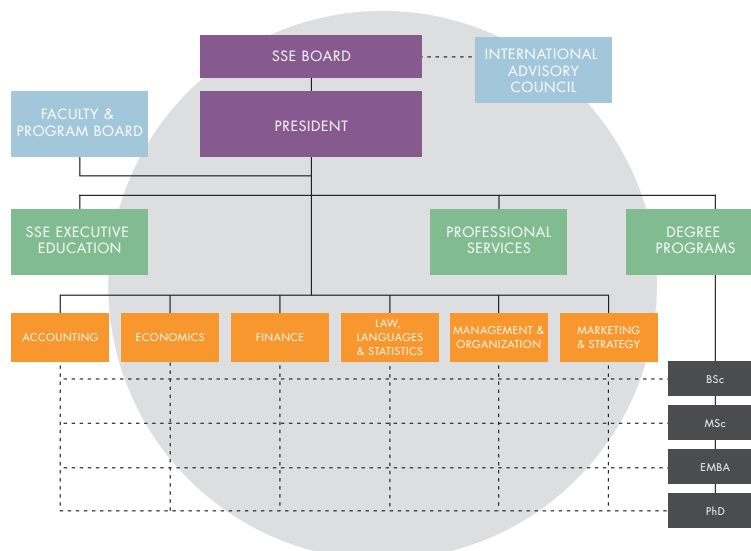 SSE BOARD
INTERNATIONAL
ADVISORY
COUNCIL
FACULTY &
PROGRAM BOARD
PRESIDENT
SSE EXECUTIVE
EDUCATION
PROFESSIONAL
SERVICES
DEGREE
PROGRAMS
ACCOUNTING
ECONOMICS
FINANCE
LAW,
LANGUAGES
& STATISTICS
MANAGEMENT &
ORGANIZATION
MARKETING
& STRATEGY
BSc
MSc
EMBA
PhD